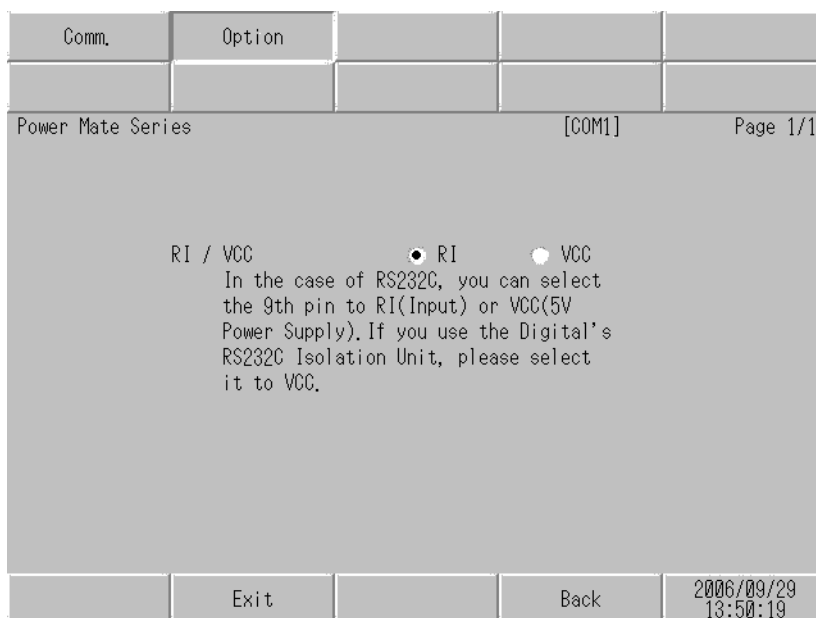 Comm. Option
Power Mate Series [COM1] Page 1/1
RI / VCC RI VCC
In the case of RS232C, you can select
the 9th pin to RI(Input) or VCC(5V
Power Supply).If you use the Digital's
RS232C Isolation Unit, please select
it to VCC.
Exit Back 2006/09/29
13:50:19